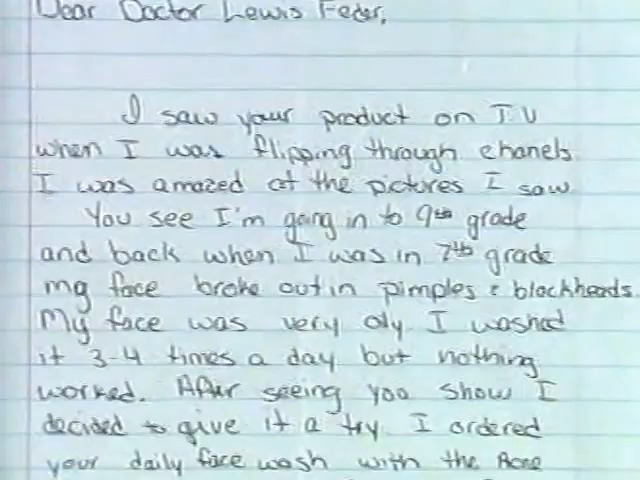 Dear Doctor Lewis Feder,
I saw your product on TV
when I was flipping through chanels
I was amazed at the pictures I saw
You see I'm going in to 9th grade
and back when I was in 7th grade
my face broke out in pimples & blackheads.
My face was very oly I washed
it 3-4 times a day but nothing
worked. After seeing you show I
decided to give it a try I ordered
your daily face wash with the Acne